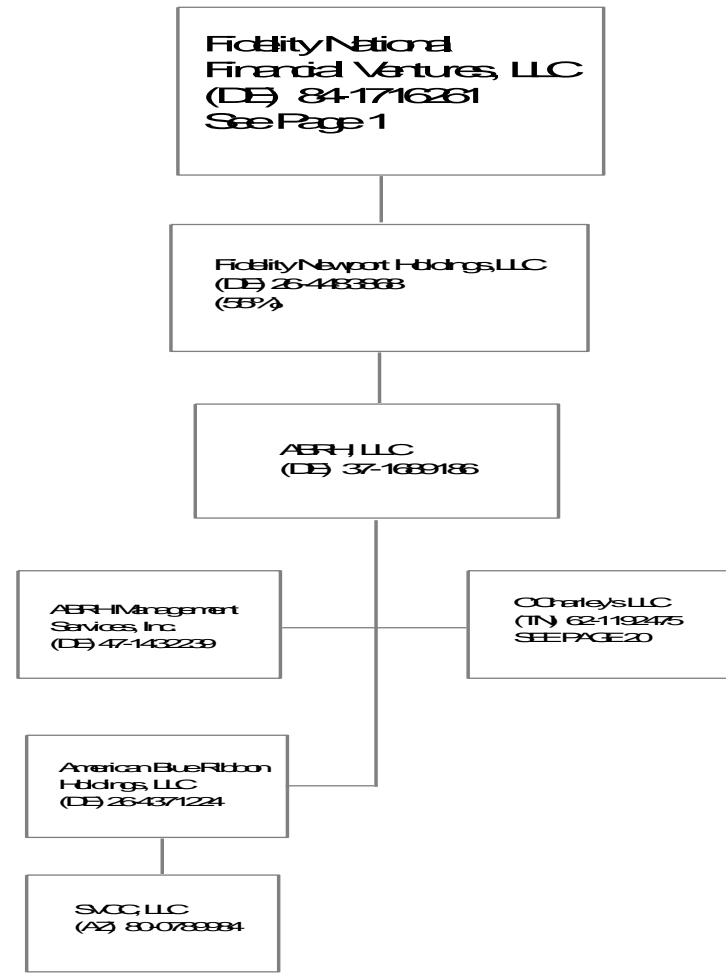 Fidelity National
Financial Ventures, LLC
(DE) 84-1716261
See Page 1
Fidelity Newport Holdings, LLC
(DE) 26-4483868
(55%)
ABRH, LLC
(DE) 37-1689186
ABRH Management
Services, Inc.
(DE) 47-1432239
O'Charley's LLC
(TN) 62-1192475
SEE PAGE 20
American Blue Ribbon
Holdings, LLC
(DE) 26-4371224
SVCC, LLC
(AZ) 80-0789984